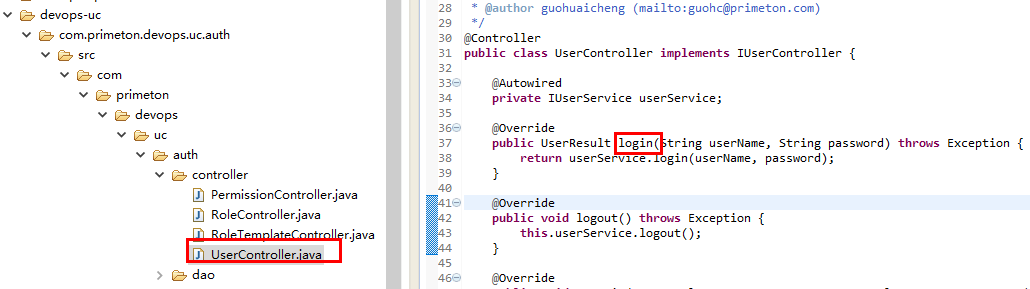 devops-uc
com.primeton.devops.uc.auth
src
com
primeton
devops
uc
auth
controller
PermissionController.java
RoleController.java
RoleTemplateController.java
UserController.java
dao
28 * @author guohuaicheng (mailto:guohc@primeton.com)
29 */
30 @Controller
31 public class UserController implements IUserController {
32
33 @Autowired
34 private IUserService userService;
35
36 @Override
37 public UserResult login(String userName, String password) throws Exception {
38 return userService.login(userName, password);
39 }
40
41 @Override
42 public void logout() throws Exception {
43 this.userService.logout();
44 }
45
46 @Override